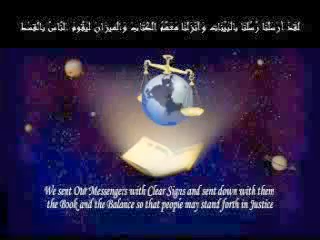 لقد أرسلنا رسلنا بالبينات وأنزلنا معهم الكتاب والميزان ليقوم الناس بالقسط
We sent Our Messengers with Clear Signs and sent down with them
the Book and the Balance so that people may stand forth in Justice